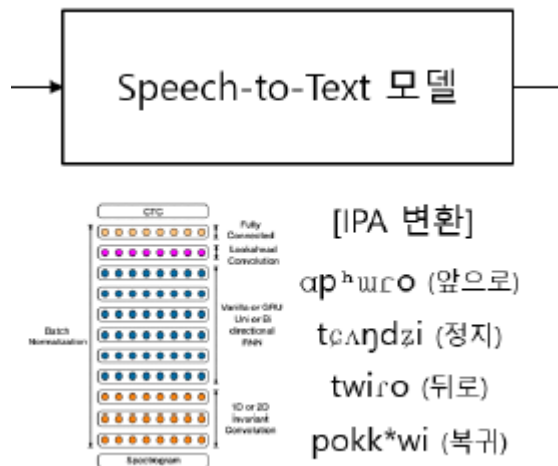 Speech-to-Text 모델
CTC
Fully
Connected
Lookahead
Convolution
Vanilla or GRU
Uni or Bi
directional
RNN
Batch
Normalization
1D or 2D
Invariant
Convolution
Spectrogram
[IPA 변환]
ɑpʰɯɾo (앞으로)
tɕʌŋdʑi (정지)
twiɾo (뒤로)
pokk*wi (복귀)